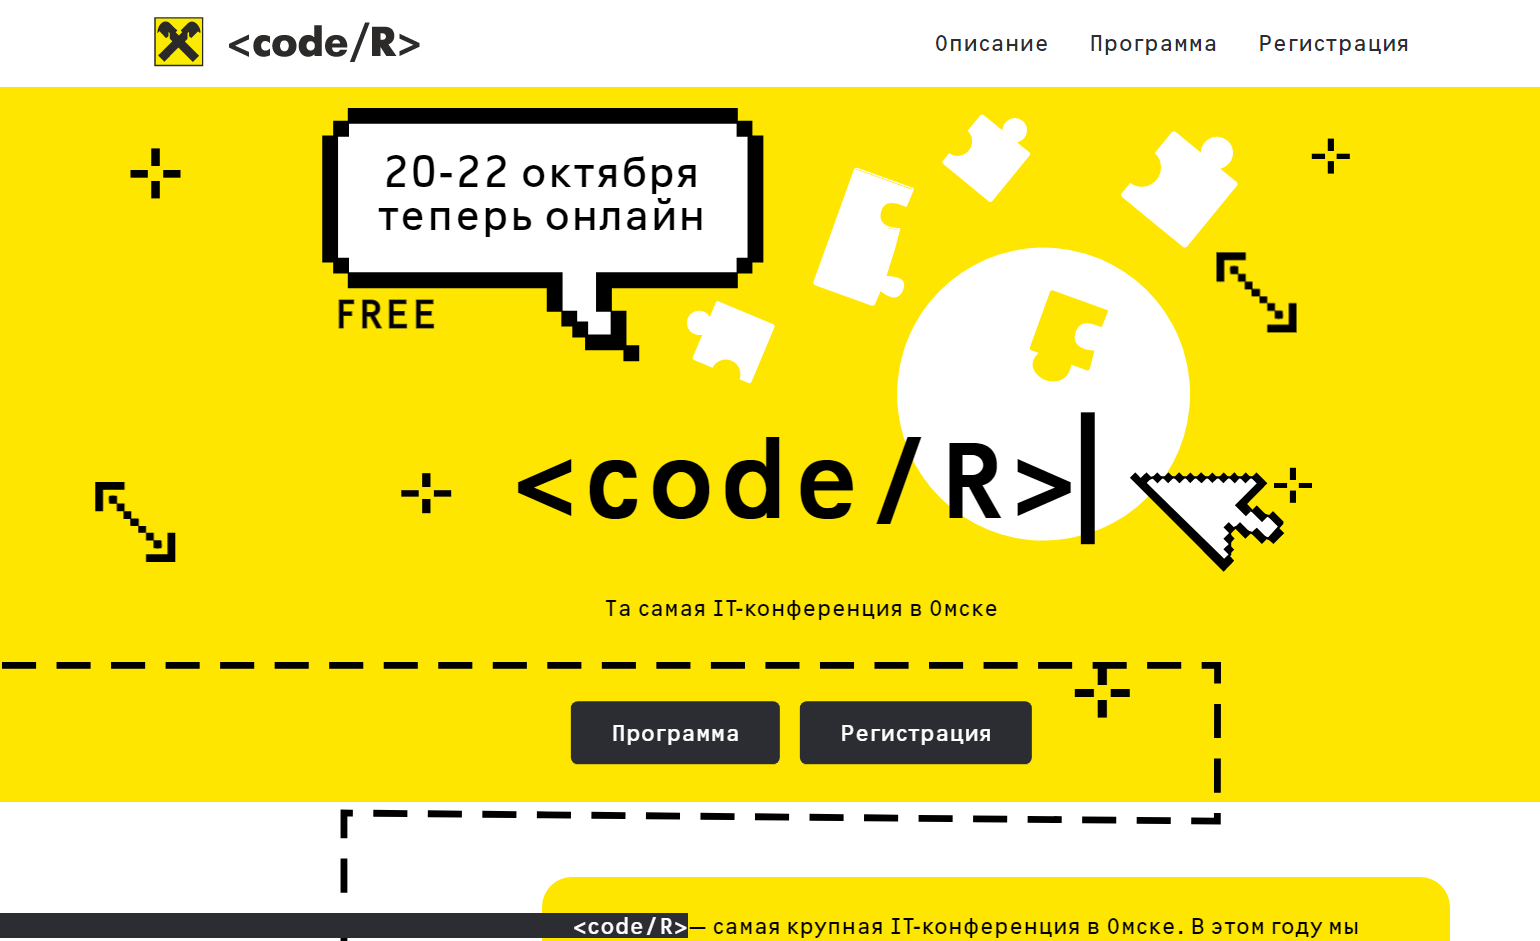 <code/R>
Описание Программа Регистрация
20-22 октября
теперь онлайн
FREE
<code/R>
Та самая IT-конференция в Омске
Программа Регистрация
<code/R>— самая крупная IT-конференция в Омске. В этом году мы